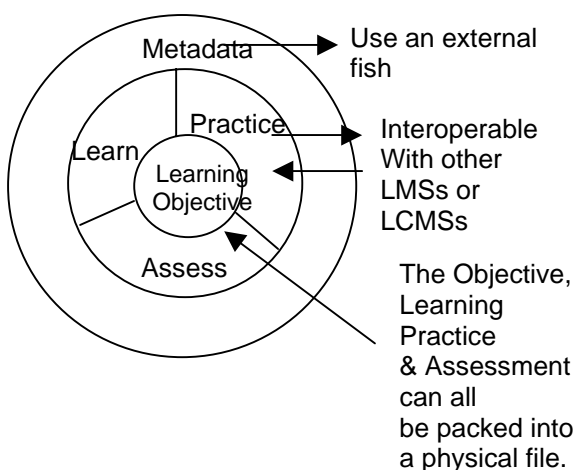 Metadata
Use an external
fish
Practice
Interoperable
With other
LMSs or
LCMSs
Learn
Learning
Objective
Assess
The Objective,
Learning
Practice
& Assessment
can all
be packed into
a physical file.